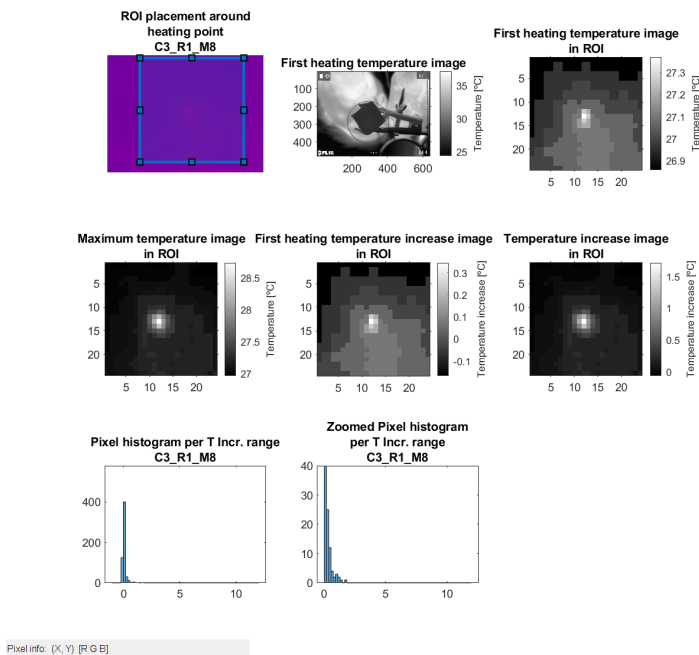 ROI placement around
heating point
C3_R1_M8
First heating temperature image
100
200
300
400
200 400 600
35
30
25
Temperature [ºC]
FLIR
First heating temperature image
in ROI
5
10
15
20
5 10 15 20
27.3
27.2
27.1
27
26.9
Temperature [ºC]
Maximum temperature image
in ROI
5
10
15
20
5 10 15 20
28.5
28
27.5
27
Temperature [ºC]
First heating temperature increase image
in ROI
5
10
15
20
5 10 15 20
0.3
0.2
0.1
0
-0.1
Temperature increase [ºC]
Temperature increase image
in ROI
5
10
15
20
5 10 15 20
1.5
1
0.5
0
Temperature increase [ºC]
Pixel histogram per T Incr. range
C3_R1_M8
400
200
0
0 5 10
Zoomed Pixel histogram
per T Incr. range
C3_R1_M8
40
30
20
10
0
0 5 10
Pixel info: (X, Y) [R G B]